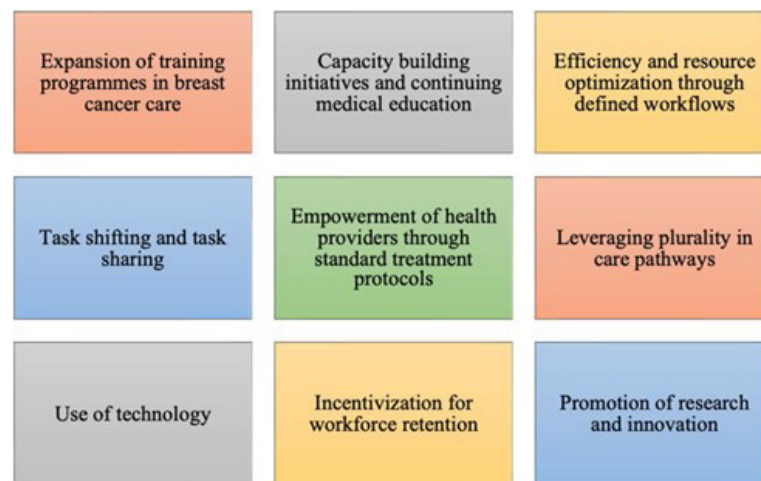 Expansion of training
programmes in breast
cancer care
Capacity building
initiatives and continuing
medical education
Efficiency and resource
optimization through
defined workflows
Task shifting and task
sharing
Empowerment of health
providers through
standard treatment
protocols
Leveraging plurality in
care pathways
Use of technology
Incentivization for
workforce retention
Promotion of research
and innovation